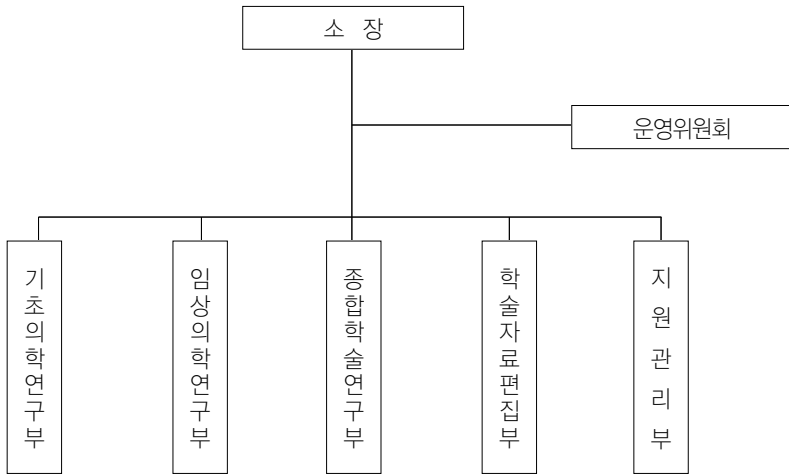 소 장
운영위원회
기초의학연구부
임상의학연구부
종합학술연구부
학술자료편집부
지원관리부